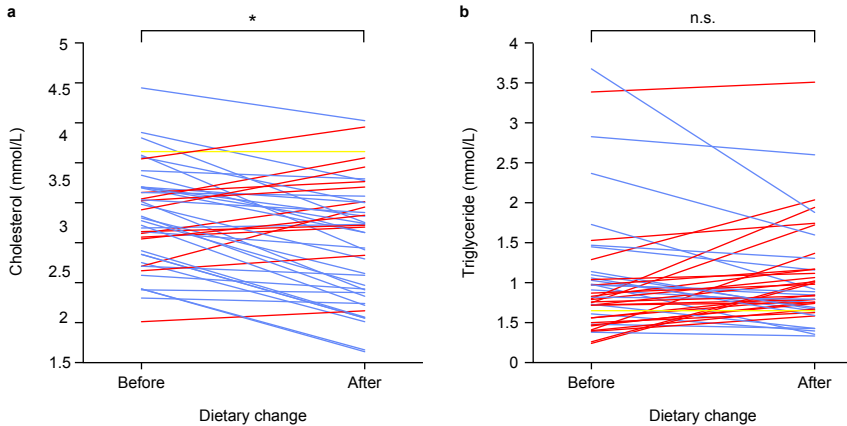 a
*
Cholesterol (mmol/L)
5
4.5
4
3.5
3
2.5
2
1.5
Before
After
Dietary change
b
n.s.
Triglyceride (mmol/L)
4
3.5
3
2.5
2
1.5
1
1.5
0
Before
After
Dietary change